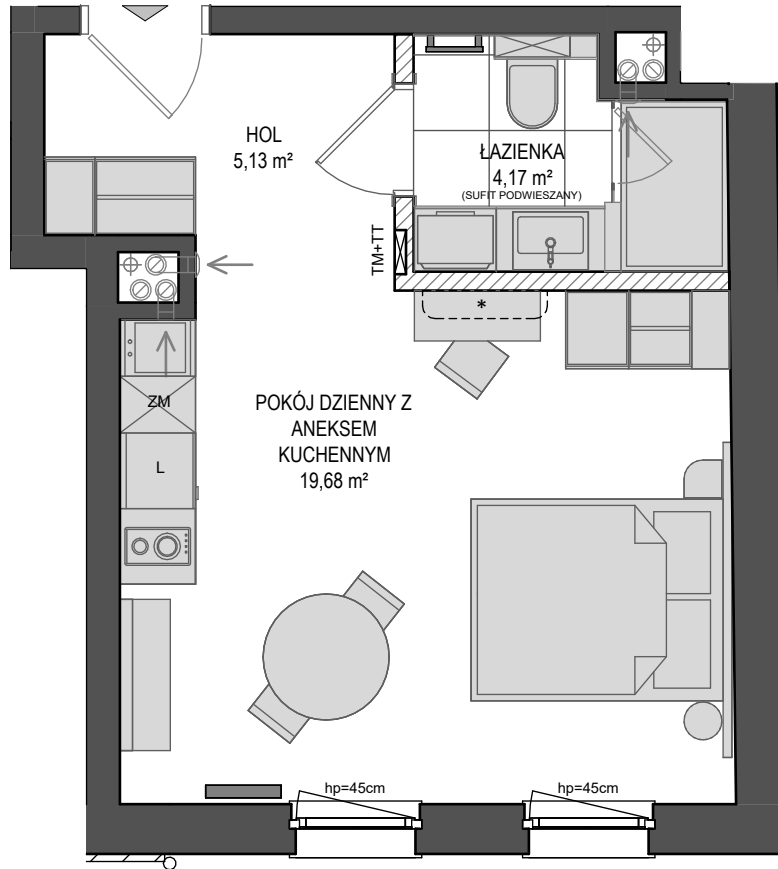 HOL
5,13 m²
ŁAZIENKA
4,17 m²
(SUFIT PODWIESZANY)
TM+TT
*
ZM
L
POKÓJ DZIENNY Z
ANEKSEM
KUCHENNYM
19,68 m²
hp=45cm
hp=45cm